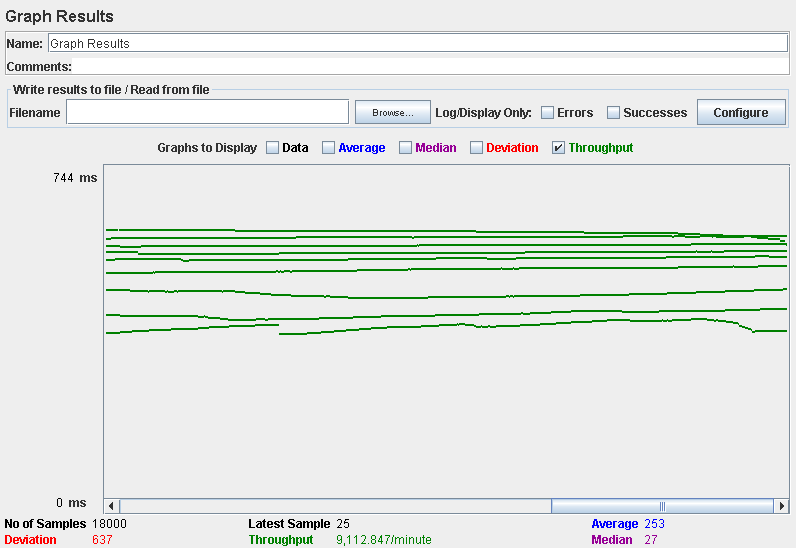 Graph Results
Name: Graph Results
Comments:
Write results to file / Read from file
Filename Browse... Log/Display Only: Errors Successes Configure
Graphs to Display Data Average Median Deviation Throughput
744 ms
0 ms
No of Samples 18000 Latest Sample 25 Average 253
Deviation 637 Throughput 9,112.847/minute Median 27